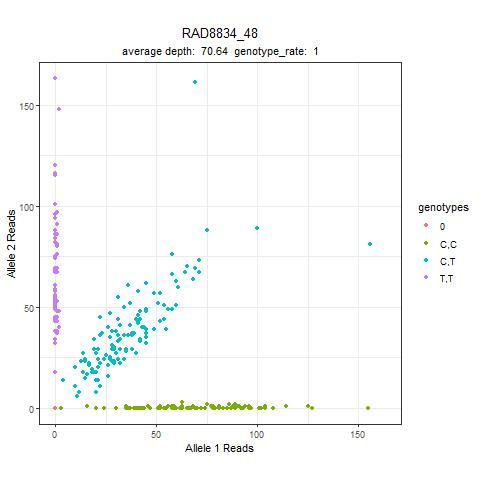 RAD8834_48
average depth: 70.64 genotype_rate: 1
Allele 2 Reads
150
100
50
0
0
50
100
150
Allele 1 Reads
genotypes
0
C,C
C,T
T,T